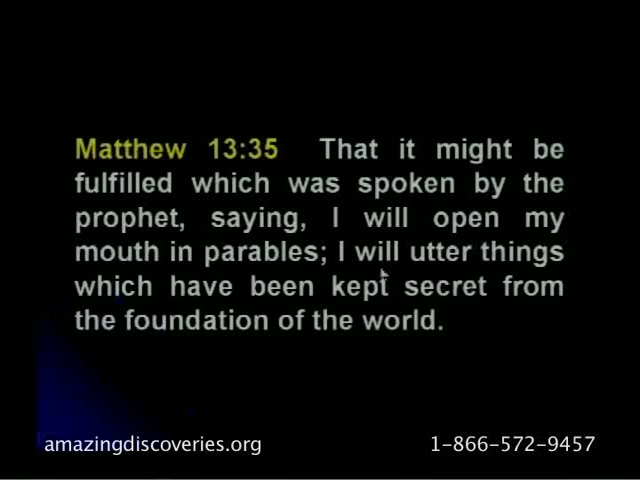 Matthew 13:35 That it might be
fulfilled which was spoken by the
prophet, saying, I will open my
mouth in parables; I will utter things
which have been kept secret from
the foundation of the world.
amazingdiscoveries.org 1-866-572-9457